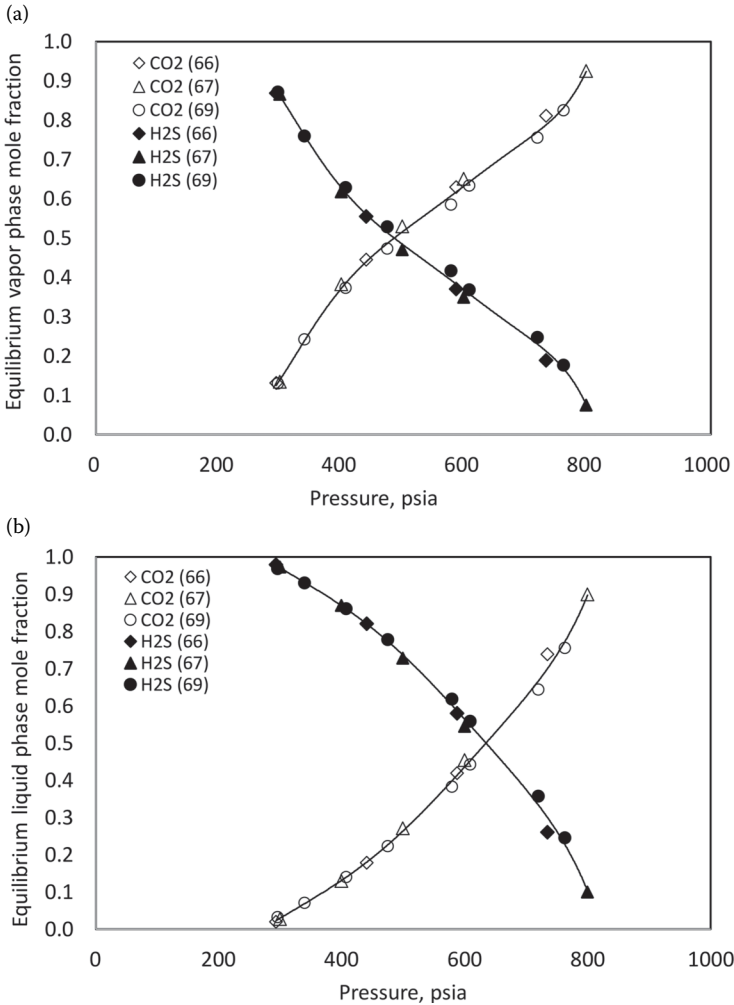 (a)
Equilibrium vapor phase mole fraction
1.0
0.9
0.8
0.7
0.6
0.5
0.4
0.3
0.2
0.1
0.0
CO2 (66)
CO2 (67)
CO2 (69)
H2S (66)
H2S (67)
H2S (69)
0 200 400 600 800 1000
Pressure, psia
(b)
Equilibrium liquid phase mole fraction
1.0
0.9
0.8
0.7
0.6
0.5
0.4
0.3
0.2
0.1
0.0
CO2 (66)
CO2 (67)
CO2 (69)
H2S (66)
H2S (67)
H2S (69)
0 200 400 600 800 1000
Pressure, psia